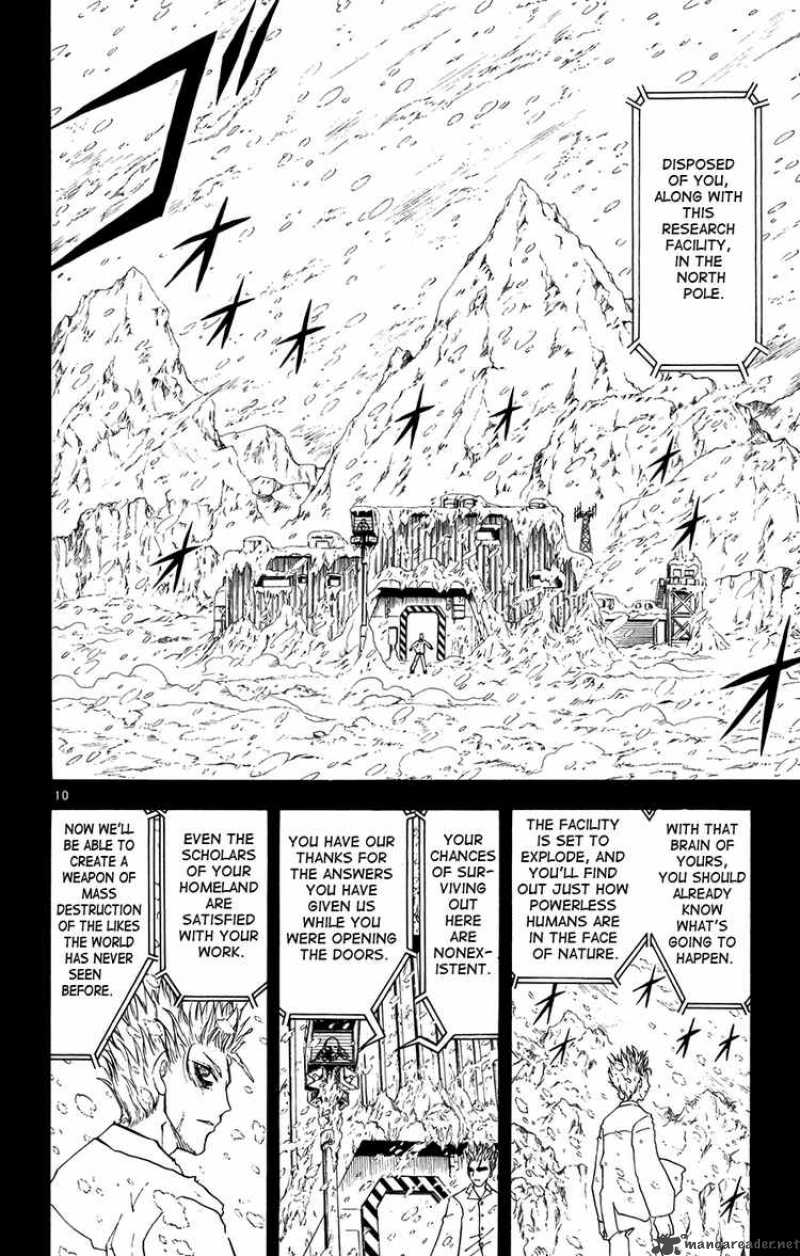 DISPOSED
OF YOU,
ALONG WITH
THIS
RESEARCH
FACILITY,
IN THE
NORTH
POLE.
10
WITH THAT
BRAIN OF
YOURS,
YOU SHOULD
ALREADY
KNOW
WHAT'S
GOING TO
HAPPEN.
THE FACILITY
IS SET TO
EXPLODE, AND
YOU'LL FIND
OUT JUST HOW
POWERLESS
HUMANS ARE
IN THE FACE
OF NATURE.
YOUR
CHANCES
OF SUR-
VIVING
OUT
HERE
ARE
NONEX-
ISTENT.
YOU HAVE OUR
THANKS FOR
THE ANSWERS
YOU HAVE
GIVEN US
WHILE YOU
WERE OPENING
THE DOORS.
EVEN THE
SCHOLARS
OF YOUR
HOMELAND
ARE
SATISFIED
WITH YOUR
WORK.
NOW WE'LL
BE ABLE TO
CREATE A
WEAPON OF
MASS
DESTRUCTION
OF THE LIKES
THE WORLD
HAS NEVER
SEEN
BEFORE.
mangareader.net